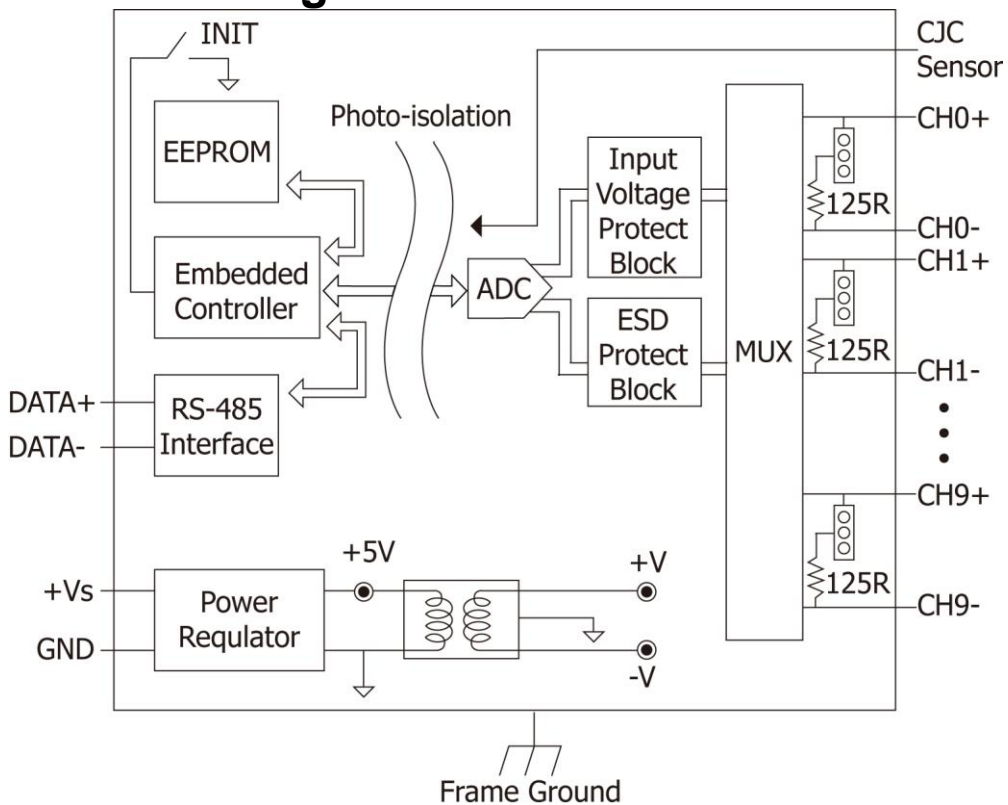 INIT
CJC
Sensor
Photo-isolation
EEPROM
Input
Voltage
Protect
Block
CH0+
125R
CH0-
CH1+
Embedded
Controller
ADC
ESD
Protect
Block
MUX
125R
CH1-
DATA+
DATA-
RS-485
Interface
CH9+
125R
CH9-
+5V
+V
+Vs
GND
Power
Requlator
-V
Frame Ground